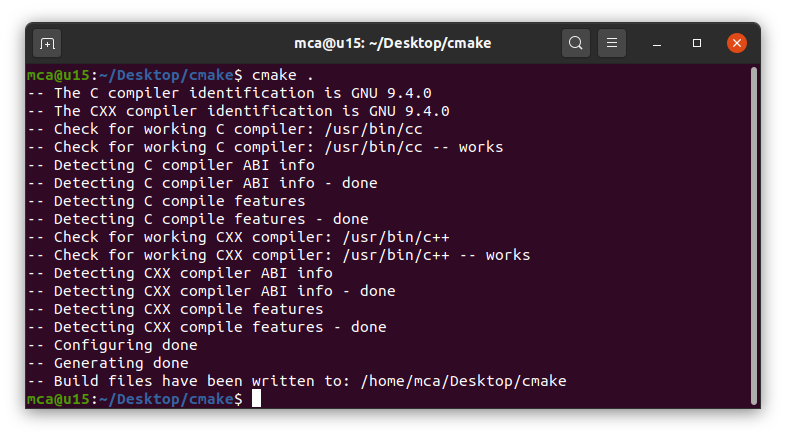 mca@u15: ~/Desktop/cmake
mca@u15:~/Desktop/cmake$ cmake .
-- The C compiler identification is GNU 9.4.0
-- The CXX compiler identification is GNU 9.4.0
-- Check for working C compiler: /usr/bin/cc
-- Check for working C compiler: /usr/bin/cc -- works
-- Detecting C compiler ABI info
-- Detecting C compiler ABI info - done
-- Detecting C compile features
-- Detecting C compile features - done
-- Check for working CXX compiler: /usr/bin/c++
-- Check for working CXX compiler: /usr/bin/c++ -- works
-- Detecting CXX compiler ABI info
-- Detecting CXX compiler ABI info - done
-- Detecting CXX compile features
-- Detecting CXX compile features - done
-- Configuring done
-- Generating done
-- Build files have been written to: /home/mca/Desktop/cmake
mca@u15:~/Desktop/cmake$